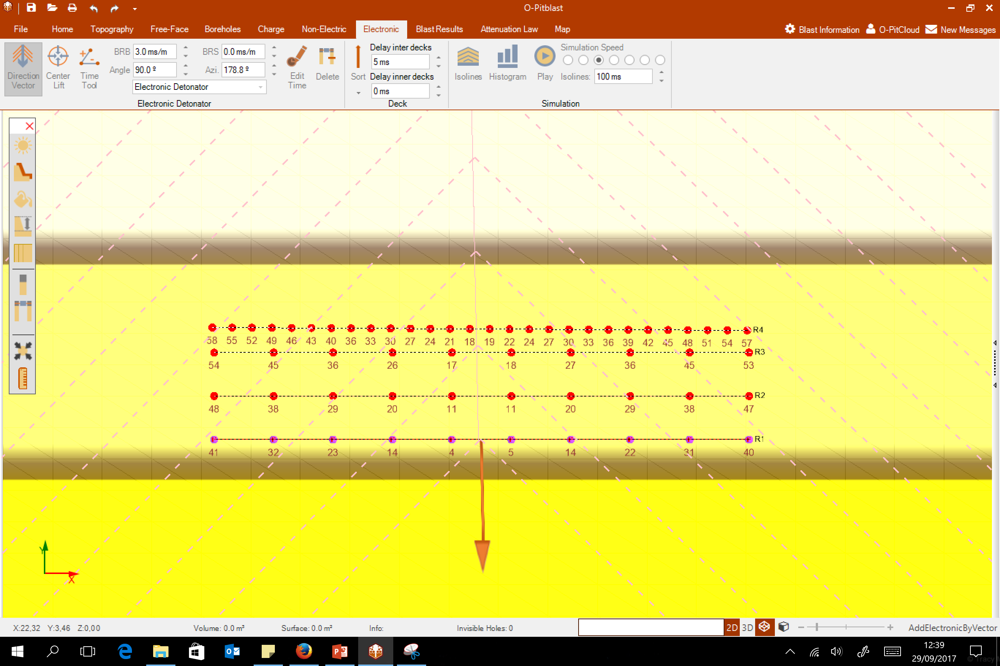 O-Pitblast
File Home Topography Free-Face Boreholes Charge Non-Electric Electronic Blast Results Attenuation Law Map Blast Information O-PitCloud New Messages
Direction Vector
Center Lift
Time Tool
BRB 3.0 ms/m BRS 0.0 ms/m
Angle 90.0 º Azi. 178.8 º
Electronic Detonator
Edit Time
Delete
Electronic Detonator
Sort
Delay inter decks
5 ms
Delay inner decks
0 ms
Deck
Isolines
Histogram
Play
Simulation Speed
Isolines: 100 ms
Simulation
R4
58 55 52 49 46 43 40 36 33 30 27 24 21 18 19 22 24 27 30 33 36 39 42 45 48 51 54 57
R3
54 45 36 26 17 18 27 36 45 53
R2
48 38 29 20 11 11 20 29 38 47
R1
41 32 23 14 4 5 14 22 31 40
Y
X
X:22,32 Y:3,46 Z:0,00 Volume: 0.0 m³ Surface: 0.0 m² Info: Invisible Holes: 0 2D 3D AddElectronicByVector
12:39
29/09/2017
© Tracy